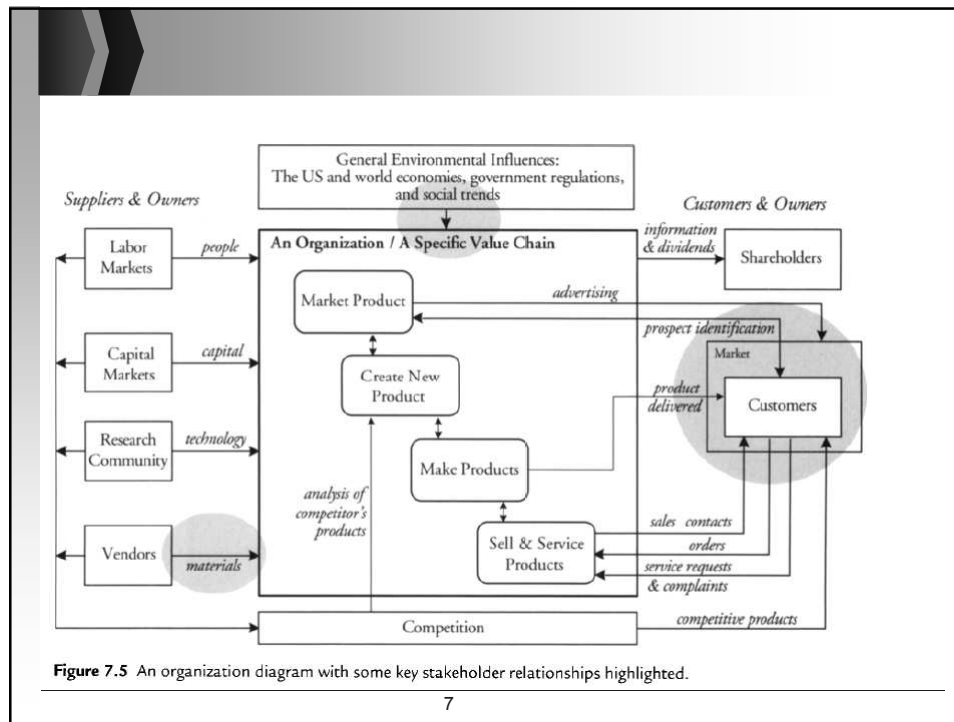 General Environmental Influences:
The US and world economies, government regulations,
and social trends
Suppliers & Owners
Customers & Owners
Labor
Markets
people
Capital
Markets
capital
Research
Community
technology
Vendors
materials
An Organization / A Specific Value Chain
Market Product
Create New
Product
Make Products
analysis of
competitor's
products
Sell & Service
Products
information
& dividends
Shareholders
advertising
prospect identification
Market
product
delivered
Customers
sales contacts
orders
service requests
& complaints
Competition
competitive products
Figure 7.5 An organization diagram with some key stakeholder relationships highlighted.
7